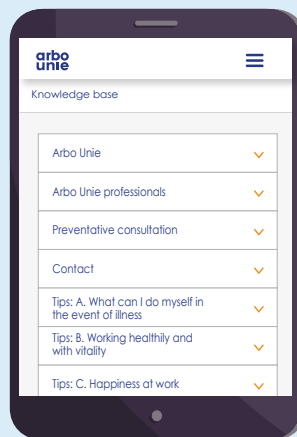 arbo
unie
Knowledge base
Arbo Unie
Arbo Unie professionals
Preventative consultation
Contact
Tips: A. What can I do myself in
the event of illness
Tips: B. Working healthily and
with vitality
Tips: C. Happiness at work